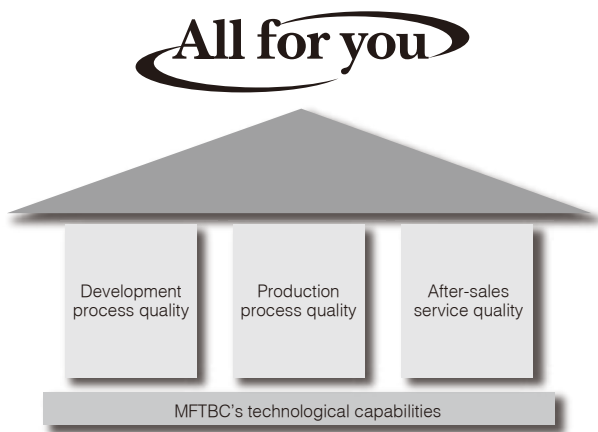 All for you
Development
process quality
Production
process quality
After-sales
service quality
MFTBC's technological capabilities